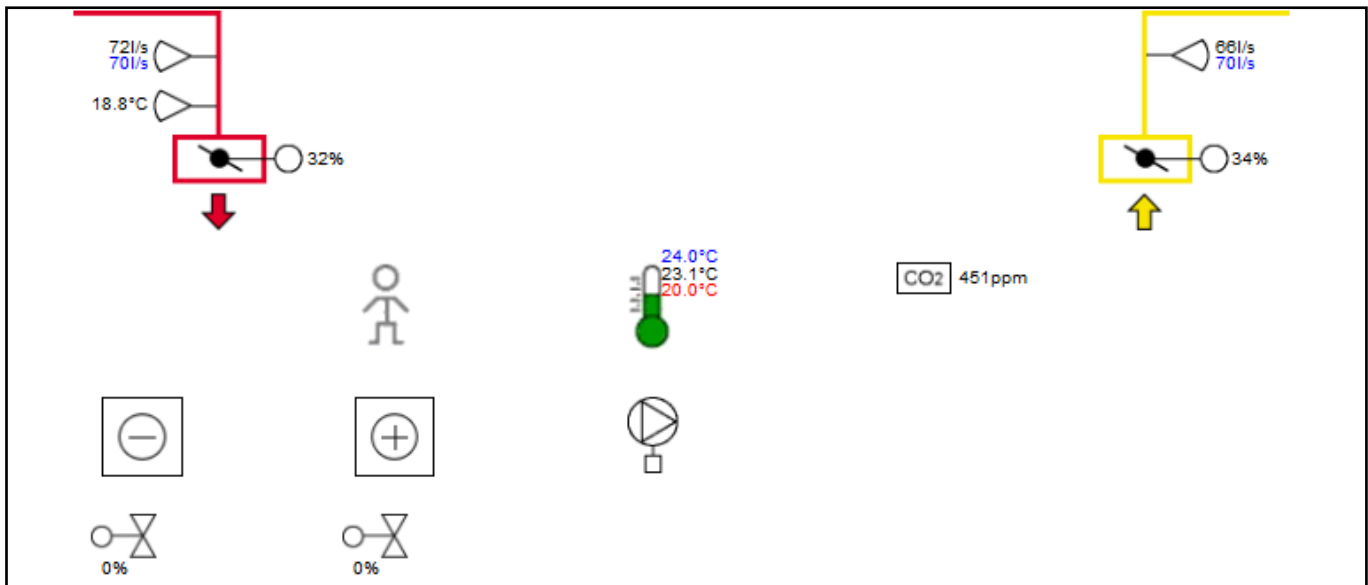 72l/s
70l/s
18.8°C
32%
66l/s
70l/s
34%
24.0°C
23.1°C
20.0°C
CO2 451ppm
0%
0%